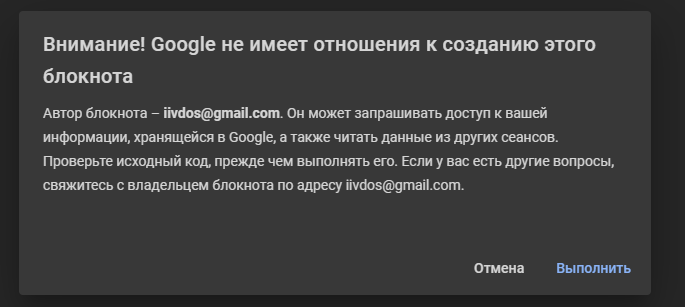 Внимание! Google не имеет отношения к созданию этого
блокнота
Автор блокнота – iivdos@gmail.com. Он может запрашивать доступ к вашей
информации, хранящейся в Google, а также читать данные из других сеансов.
Проверьте исходный код, прежде чем выполнять его. Если у вас есть другие вопросы,
свяжитесь с владельцем блокнота по адресу iivdos@gmail.com.
Отмена Выполнить